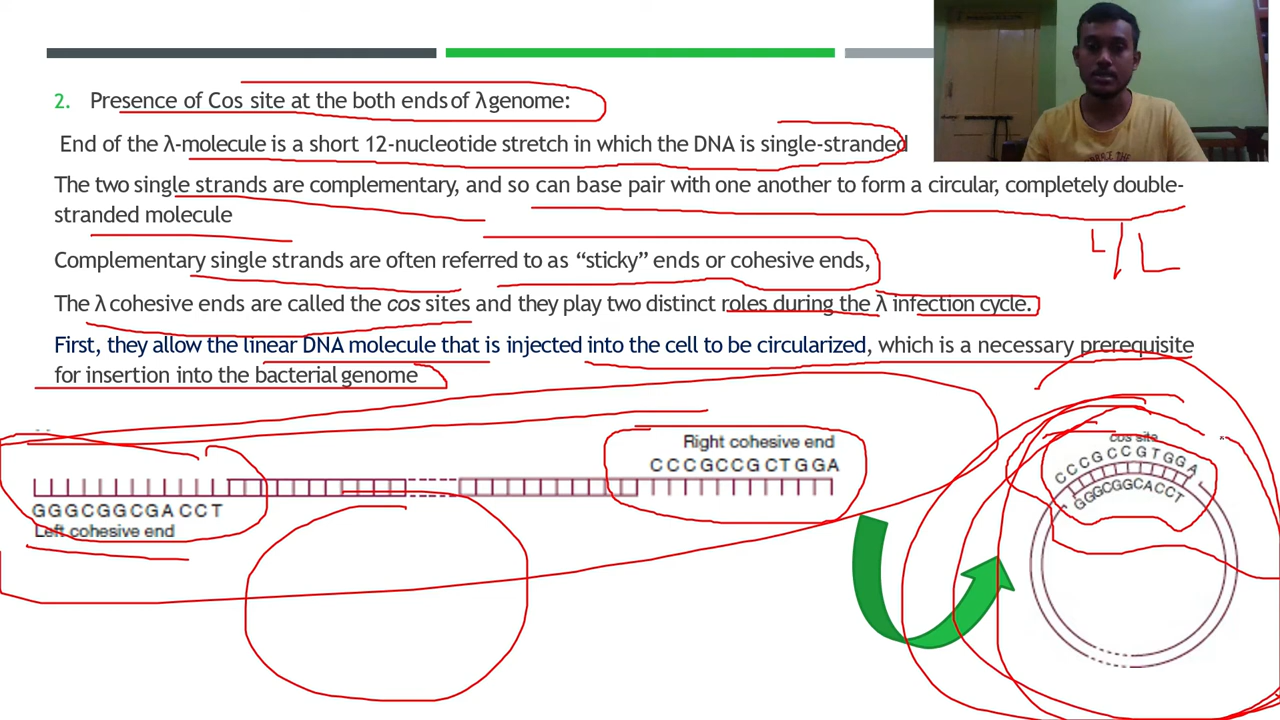 2. Presence of Cos site at the both ends of λ genome:
End of the λ-molecule is a short 12-nucleotide stretch in which the DNA is single-stranded
The two single strands are complementary, and so can base pair with one another to form a circular, completely double-
stranded molecule
Complementary single strands are often referred to as “sticky” ends or cohesive ends,
The λ cohesive ends are called the cos sites and they play two distinct roles during the λ infection cycle.
First, they allow the linear DNA molecule that is injected into the cell to be circularized, which is a necessary prerequisite
for insertion into the bacterial genome
Right cohesive end
CCCGCCGCTGGA
GGGCGGCGACCT
Left cohesive end
cos site
CCCGCCGTGGA
GGGCGGCACCT